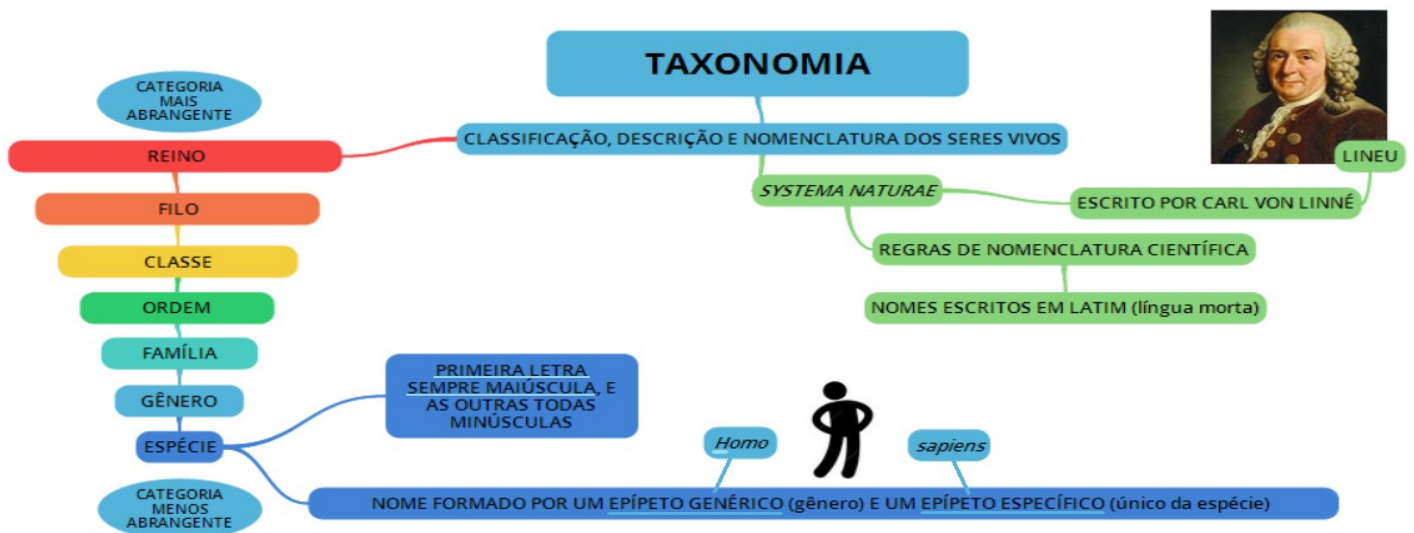 TAXONOMIA
CATEGORIA
MAIS
ABRANGENTE
CLASSIFICAÇÃO, DESCRIÇÃO E NOMENCLATURA DOS SERES VIVOS
REINO
LINEU
SYSTEMA NATURAE
ESCRITO POR CARL VON LINNÉ
FILO
REGRAS DE NOMENCLATURA CIENTÍFICA
CLASSE
NOMES ESCRITOS EM LATIM (língua morta)
ORDEM
FAMÍLIA
GÊNERO
ESPÉCIE
PRIMEIRA LETRA
SEMPRE MAIÚSCULA, E
AS OUTRAS TODAS
MINÚSCULAS
Homo
sapiens
CATEGORIA
MENOS
ABRANGENTE
NOME FORMADO POR UM EPÍPETO GENÉRICO (gênero) E UM EPÍPETO ESPECÍFICO (único da espécie)